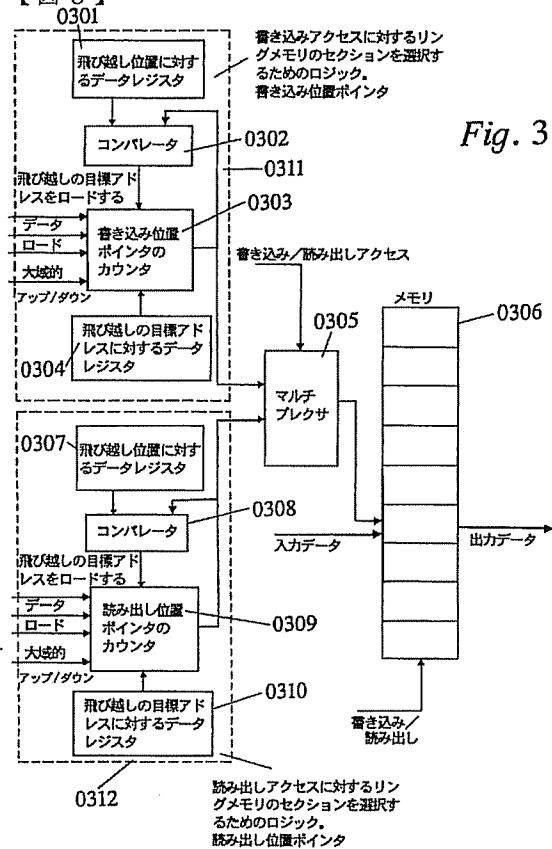 【図3】
0301
飛び越し位置に対す
るデータレジスタ
書き込みアクセスに対するリン
グメモリのセクションを選択す
るためのロジック。
書き込み位置ポインタ
Fig. 3
コンパレータ
0302
0311
飛び越しの目標アド
レスをロードする
0303
データ
ロード
大域的
アップ/ダウン
書き込み位置
ポインタの
カウンタ
書き込み/読み出しアクセス
0304
飛び越しの目標アド
レスに対するデータ
レジスタ
0305
マルチ
プレクサ
メモリ
0306
0307
飛び越し位置に対す
るデータレジスタ
コンパレータ
0308
入力データ
出力データ
飛び越しの目標アド
レスをロードする
データ
ロード
大域的
アップ/ダウン
読み出し位置
ポインタの
カウンタ
0309
0310
飛び越しの目標アド
レスに対するデータ
レジスタ
書き込み/
読み出し
0312
読み出しアクセスに対するリン
グメモリのセクションを選択す
るためのロジック。
読み出し位置ポインタ